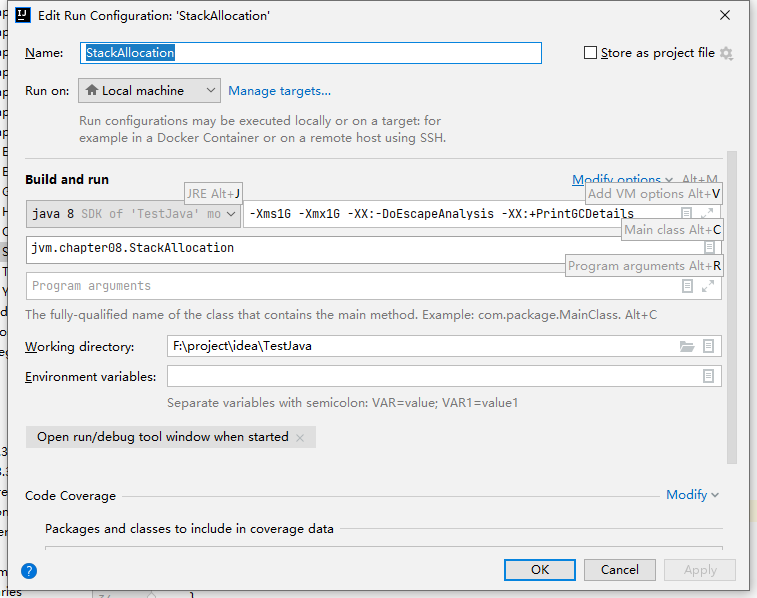 Edit Run Configuration: 'StackAllocation'
Name: StackAllocation Store as project file
Run on: Local machine Manage targets...
Run configurations may be executed locally or on a target: for
example in a Docker Container or on a remote host using SSH.
Build and run Modify options Alt+M
JRE Alt+J Add VM options Alt+V
java 8 SDK of 'TestJava' mo -Xms1G -Xmx1G -XX:-DoEscapeAnalysis -XX:+PrintGCDetails
Main class Alt+C
jvm.chapter08.StackAllocation
Program arguments Alt+R
Program arguments
The fully-qualified name of the class that contains the main method. Example: com.package.MainClass. Alt+C
Working directory: F:\project\idea\TestJava
Environment variables:
Separate variables with semicolon: VAR=value; VAR1=value1
Open run/debug tool window when started
Code Coverage Modify
Packages and classes to include in coverage data
? OK Cancel Apply